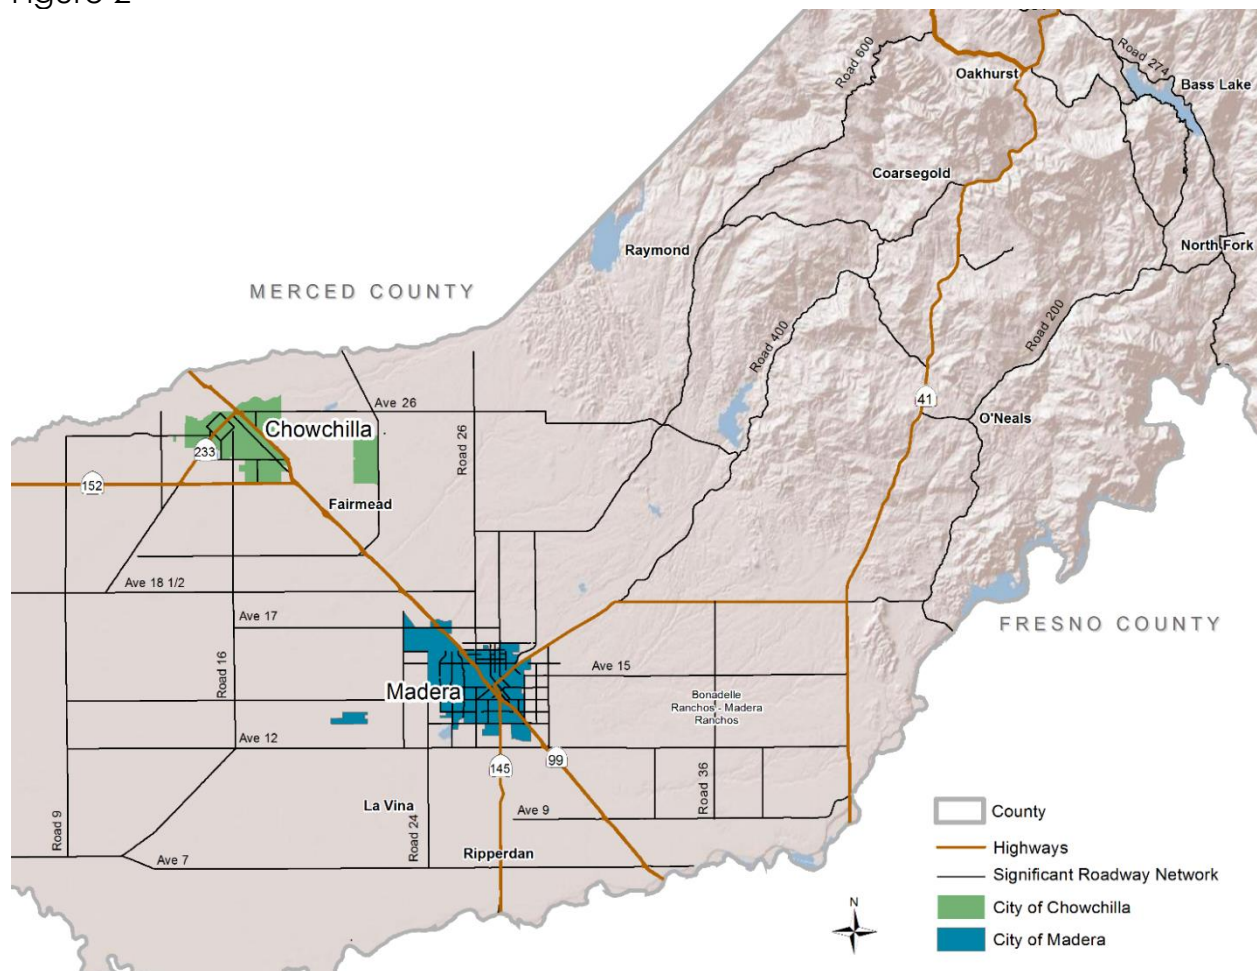 Figure 2
Road 600
Oakhurst
Road 274
Bass Lake
Coarsegold
Raymond
North Fork
MERCED COUNTY
Road 400
Road 200
Ave 26
41
O'Neals
Chowchilla
Road 26
233
152
Fairmead
Ave 18 1/2
Ave 17
FRESNO COUNTY
Road 16
Ave 15
Madera
Bonadelle
Ranchos - Madera
Ranchos
Ave 12
99
145
Road 36
La Vina
Ave 9
Road 9
Road 24
Ripperdan
Ave 7
County
Highways
Significant Roadway Network
City of Chowchilla
City of Madera
N